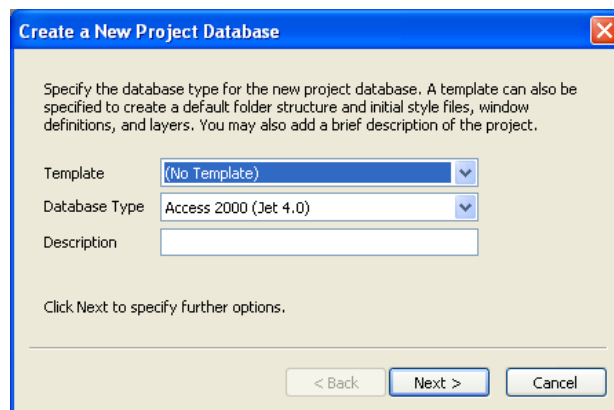 Create a New Project Database
Specify the database type for the new project database. A template can also be
specified to create a default folder structure and initial style files, window
definitions, and layers. You may also add a brief description of the project.
Template (No Template)
Database Type Access 2000 (Jet 4.0)
Description
Click Next to specify further options.
< Back Next > Cancel